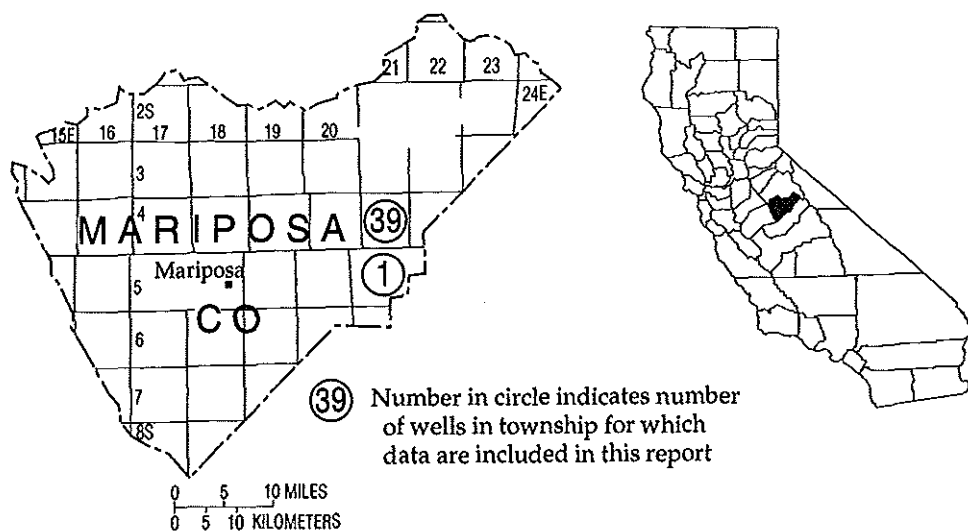 21 22 23
24E
2S
15E 16 17 18 19 20
3
4
MARIPOSA 39
Mariposa 1
5
CO
6
7
39 Number in circle indicates number
of wells in township for which
data are included in this report
8S
0 5 10 MILES
0 5 10 KILOMETERS